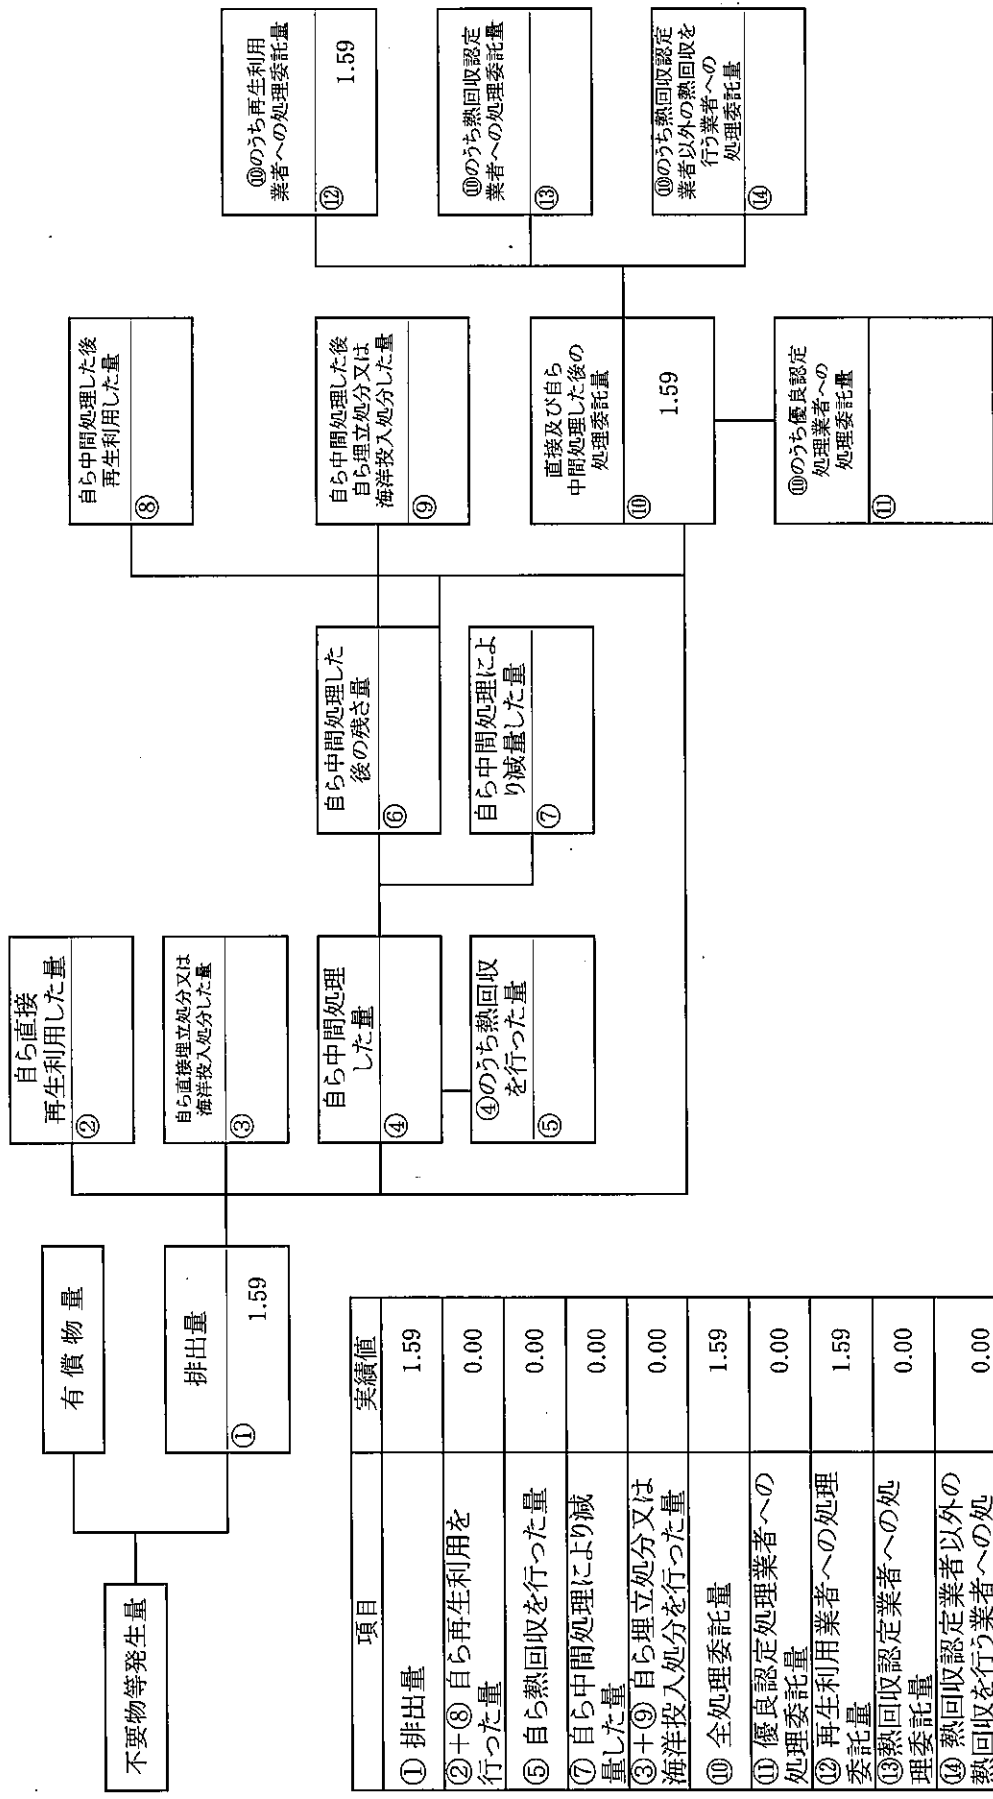 不要物等発生量
有償物量
排出量
①
1.59
自ら直接
再生利用した量
②
自ら直接埋立処分又は
海洋投入処分した量
③
自ら中間処理
した量
④
④のうち熱回収
を行った量
⑤
自ら中間処理した
後の残さ量
⑥
自ら中間処理によ
り減量した量
⑦
自ら中間処理した後
再生利用した量
⑧
自ら中間処理した後
自ら埋立処分又は
海洋投入処分した量
⑨
直接及び自ら
中間処理した後の
処理委託量
⑩
1.59
⑩のうち優良認定
処理業者への
処理委託量
⑪
⑩のうち再生利用
業者への処理委託量
⑫
1.59
⑩のうち熱回収認定
業者への処理委託量
⑬
⑩のうち熱回収認定
業者以外の熱回収を
行う業者への
処理委託量
⑭
項目 実績値
① 排出量 1.59
②+⑧ 自ら再生利用を
行った量 0.00
⑤ 自ら熱回収を行った量 0.00
⑦ 自ら中間処理により減
量した量 0.00
③+⑨ 自ら埋立処分又は
海洋投入処分を行った量 0.00
⑩ 全処理委託量 1.59
⑪ 優良認定処理業者への
処理委託量 0.00
⑫ 再生利用業者への処理
委託量 1.59
⑬熱回収認定業者への処
理委託量 0.00
⑭ 熱回収認定業者以外の
熱回収を行う業者への処 0.00